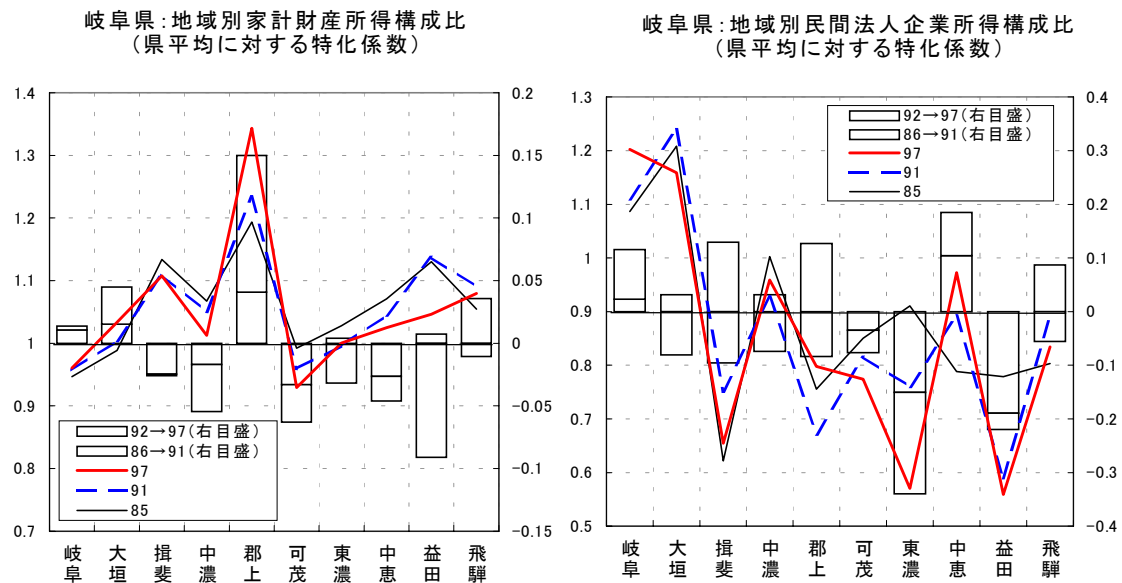 岐阜県:地域別家計財産所得構成比
(県平均に対する特化係数)
1.4
1.3
1.2
1.1
1
0.9
0.8
0.7
0.2
0.15
0.1
0.05
0
-0.05
-0.1
-0.15
92→97(右目盛)
86→91(右目盛)
97
91
85
岐阜
大垣
揖斐
中濃
郡上
可茂
東濃
中恵
益田
飛騨
岐阜県:地域別民間法人企業所得構成比
(県平均に対する特化係数)
1.3
1.2
1.1
1
0.9
0.8
0.7
0.6
0.5
0.4
0.3
0.2
0.1
0
-0.1
-0.2
-0.3
-0.4
92→97(右目盛)
86→91(右目盛)
97
91
85
岐阜
大垣
揖斐
中濃
郡上
可茂
東濃
中恵
益田
飛騨